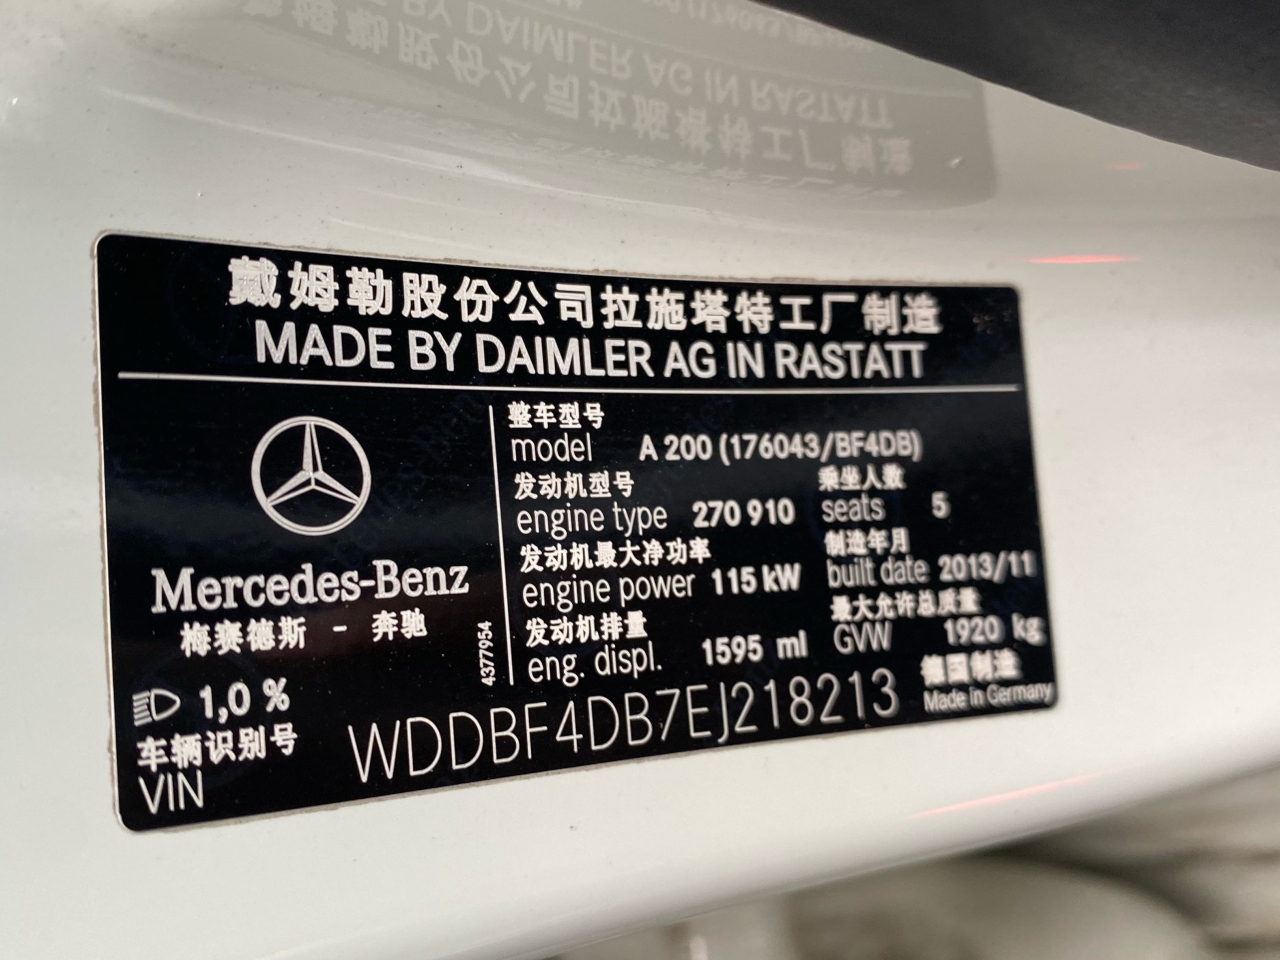 戴姆勒股份公司拉施塔特工厂制造
MADE BY DAIMLER AG IN RASTATT
Mercedes-Benz
梅赛德斯 - 奔驰
4377954
整车型号
model A 200 (176043/BF4DB)
发动机型号 乘坐人数
engine type 270 910 seats 5
发动机最大净功率 制造年月
engine power 115 kW built date 2013/11
发动机排量 最大允许总质量
eng. displ. 1595 ml GVW 1920 kg
1,0 %
德国制造
Made in Germany
车辆识别号
VIN WDDBF4DB7EJ218213